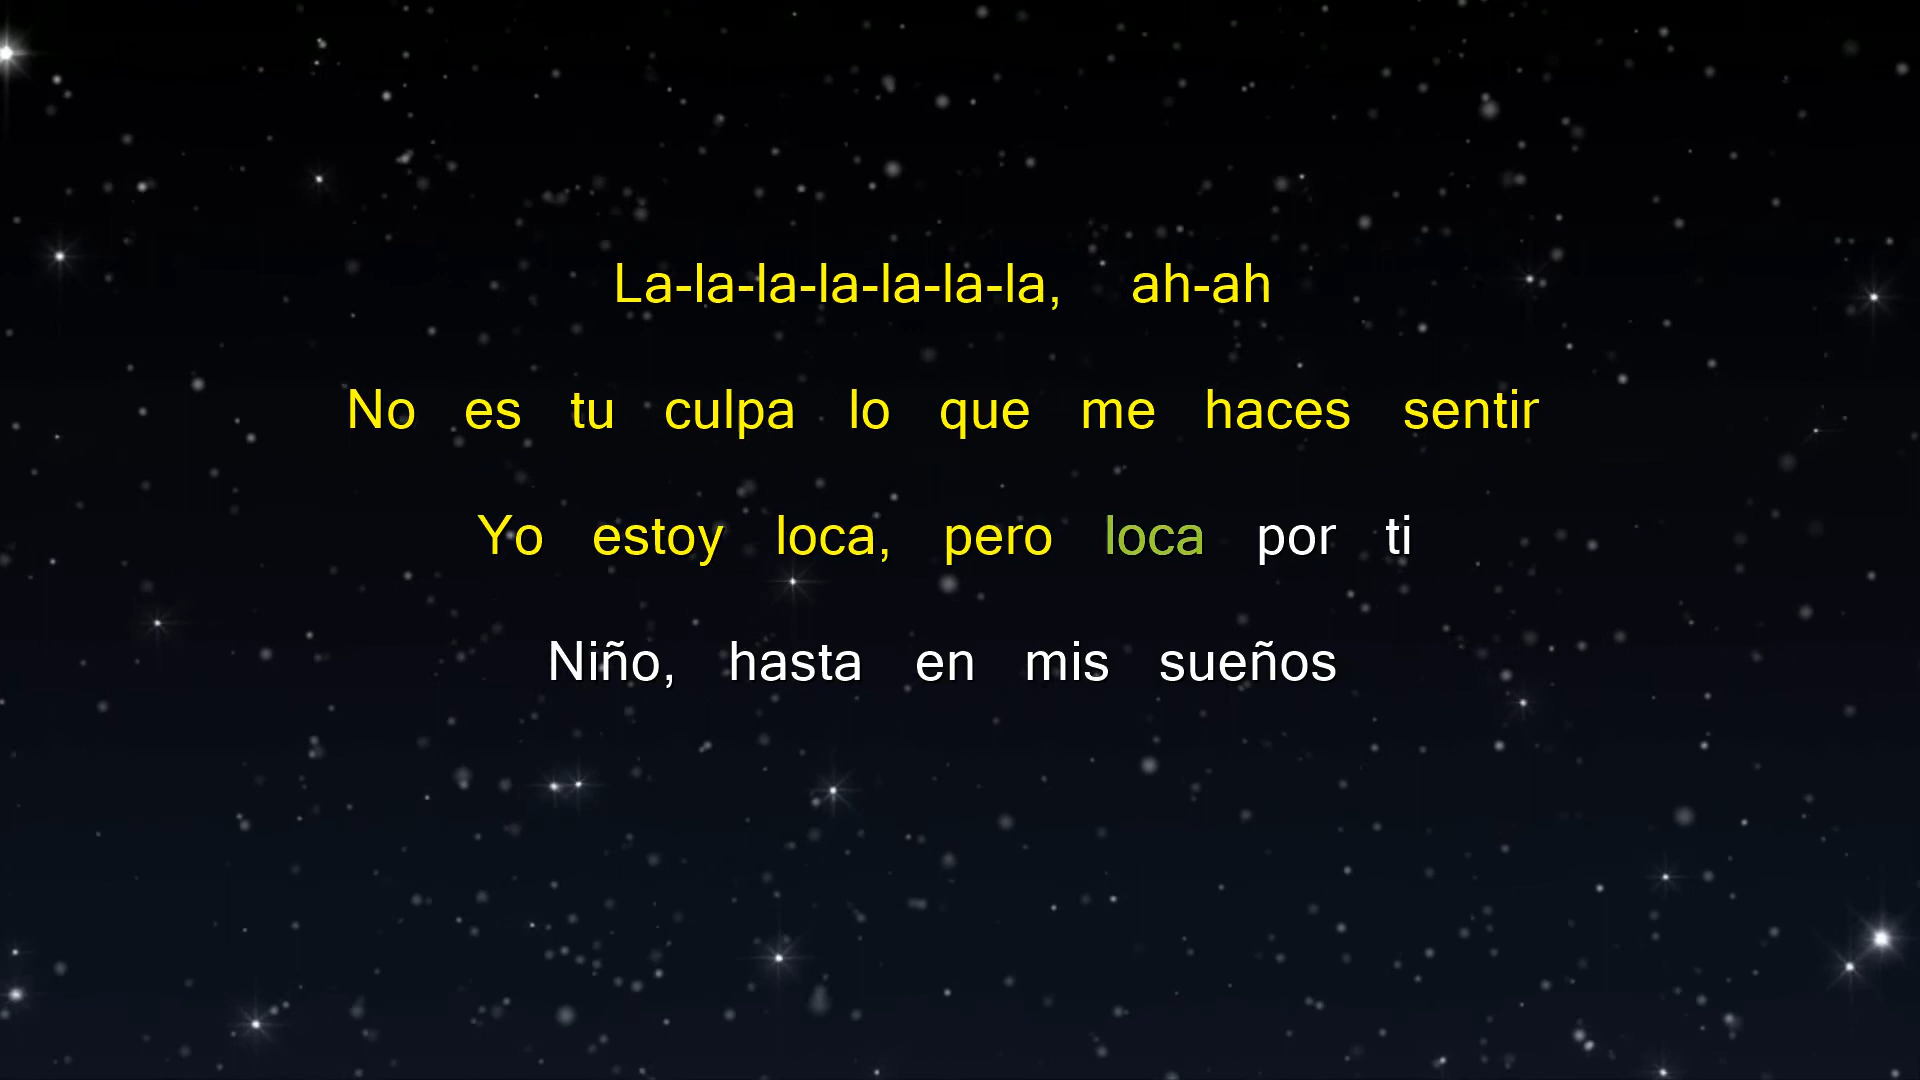 La-la-la-la-la-la-la, ah-ah
No es tu culpa lo que me haces sentir
Yo estoy loca, pero loca por ti
Niño, hasta en mis sueños